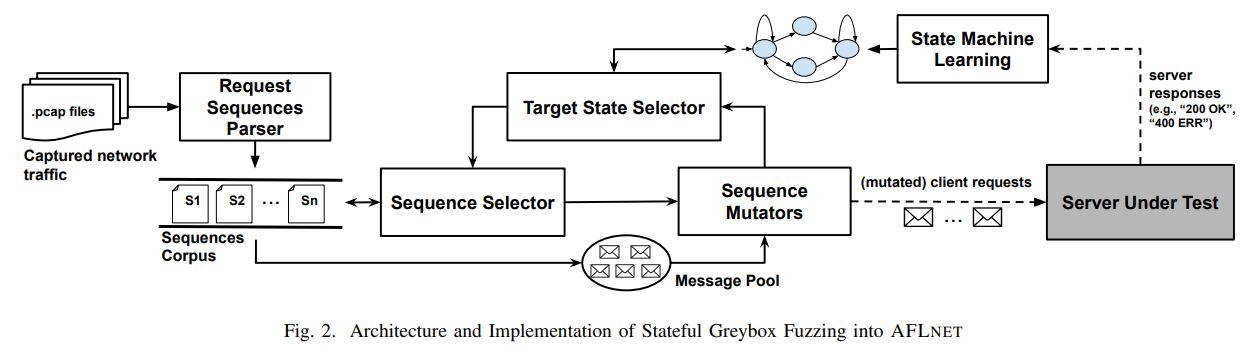 .pcap files
Captured network
traffic
Request
Sequences
Parser
S1
S2
...
Sn
Sequences
Corpus
Target State Selector
Sequence Selector
Message Pool
Sequence
Mutators
State Machine
Learning
server
responses
(e.g., “200 OK”,
“400 ERR”)
(mutated) client requests
...
Server Under Test
Fig. 2. Architecture and Implementation of Stateful Greybox Fuzzing into AFLNET